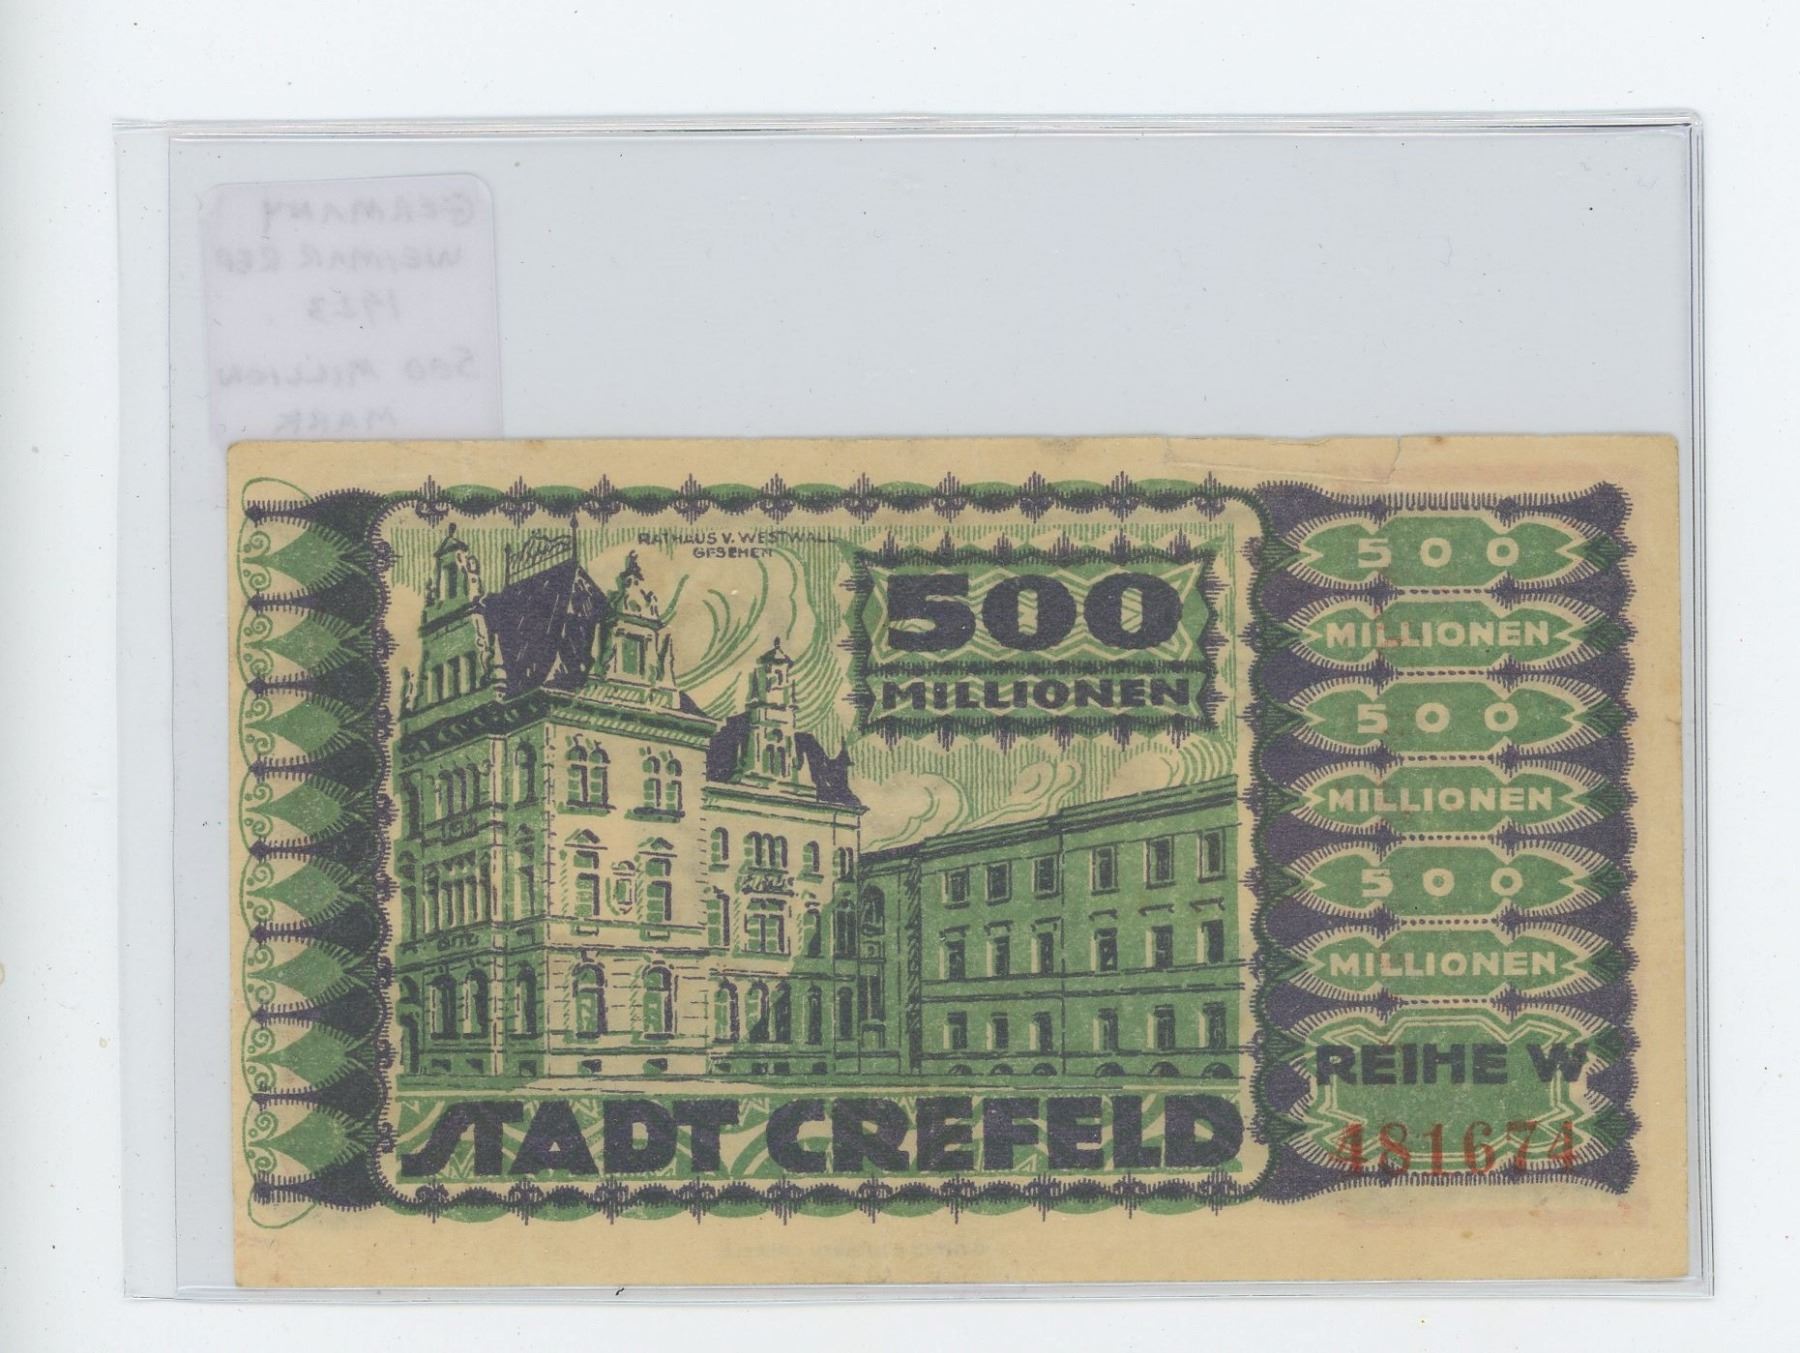 GERMANY
WEIMAR REP
1923
500 MILLION
MARK
RATHAUS V. WESTWALL
GESEHEN
500
MILLIONEN
500
MILLIONEN
500
MILLIONEN
500
MILLIONEN
REIHE W
481674
STADT CREFELD